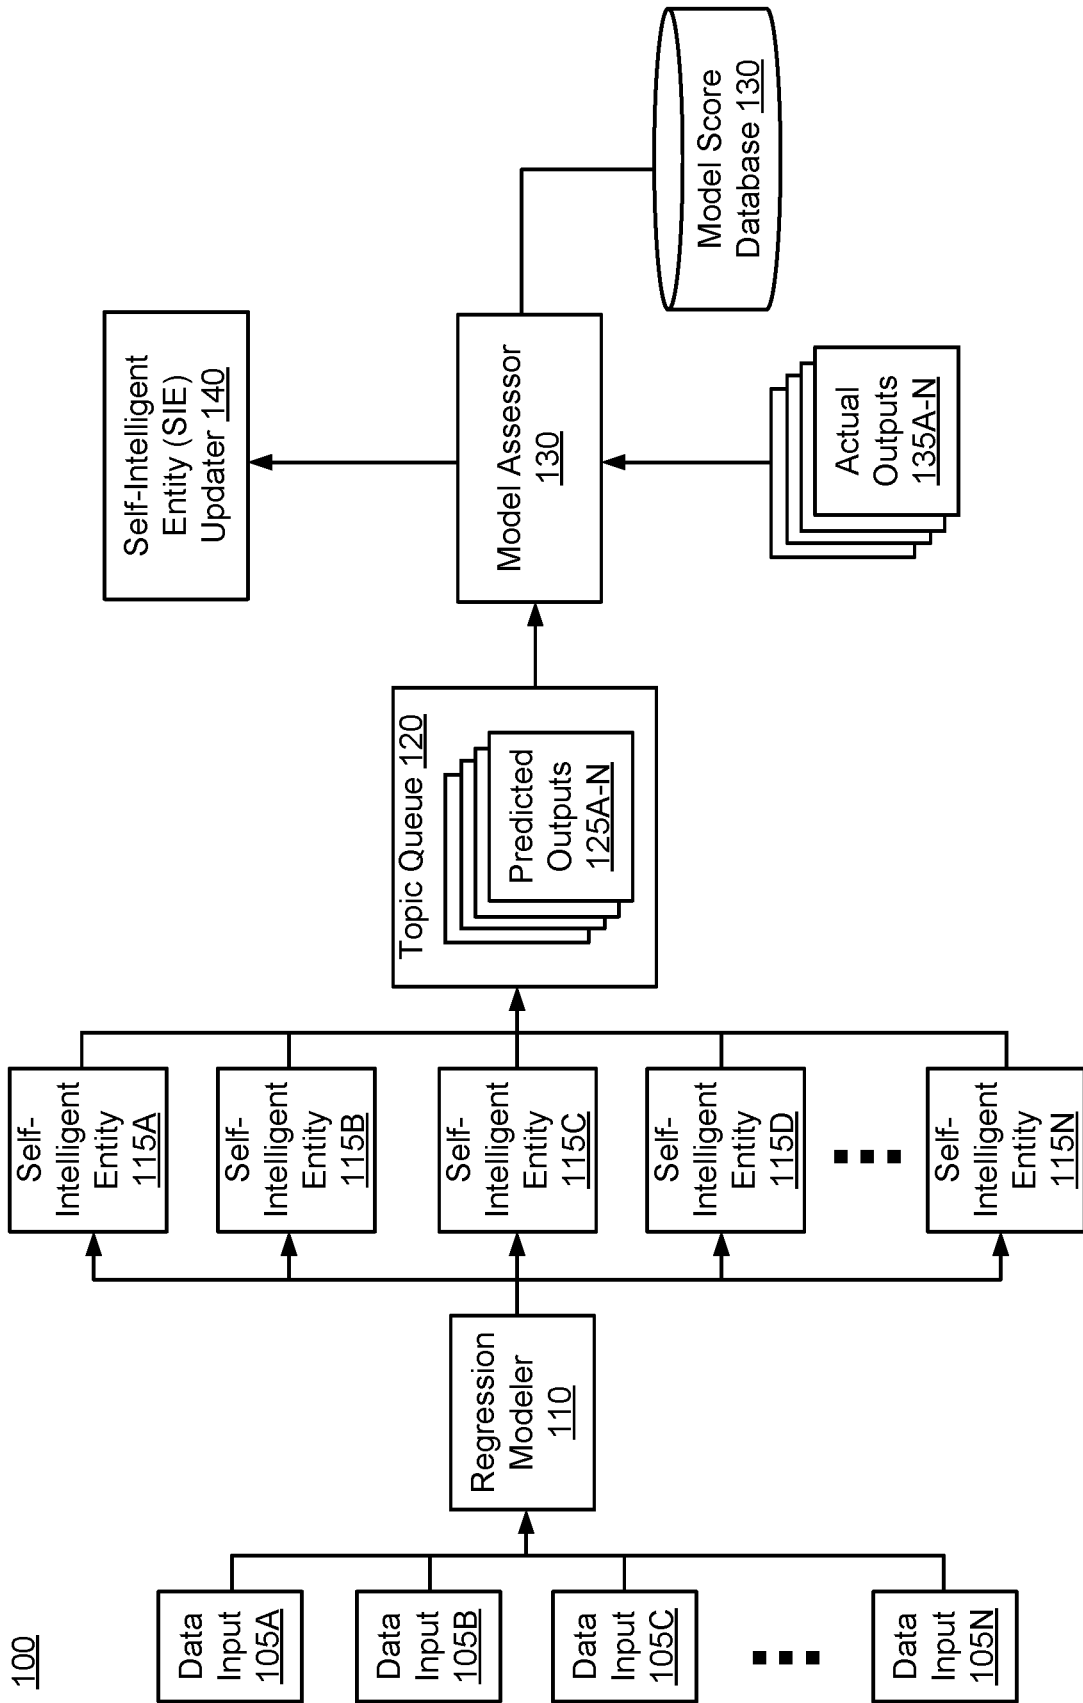 100
Data
Input
105A
Data
Input
105B
Data
Input
105C
Data
Input
105N
Regression
Modeler
110
Self-
Intelligent
Entity
115A
Self-
Intelligent
Entity
115B
Self-
Intelligent
Entity
115C
Self-
Intelligent
Entity
115D
Self-
Intelligent
Entity
115N
Topic Queue 120
Predicted
Outputs
125A-N
Model Assessor
130
Self-Intelligent
Entity (SIE)
Updater 140
Actual
Outputs
135A-N
Model Score
Database 130